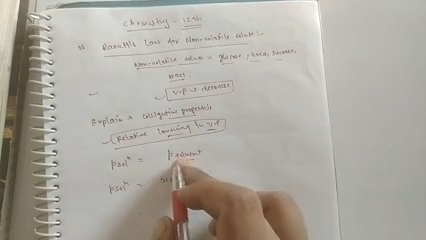 Chemistry - 12th
Raoult's Law for Non-volatile solute:-
Non-volatile solute = glucose, Urea, Sucrose,
NaCl.
V.P → decrease
Explain = colligative properties
Relative lowering in V.P.
Psolⁿ = Psolvent
Psolⁿ =